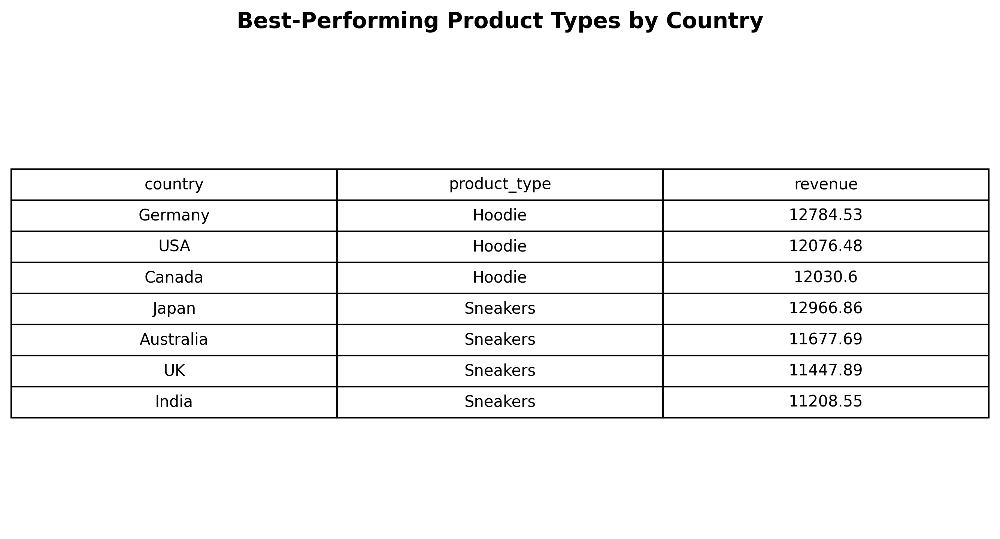 Best-Performing Product Types by Country
country product_type revenue
Germany Hoodie 12784.53
USA Hoodie 12076.48
Canada Hoodie 12030.6
Japan Sneakers 12966.86
Australia Sneakers 11677.69
UK Sneakers 11447.89
India Sneakers 11208.55